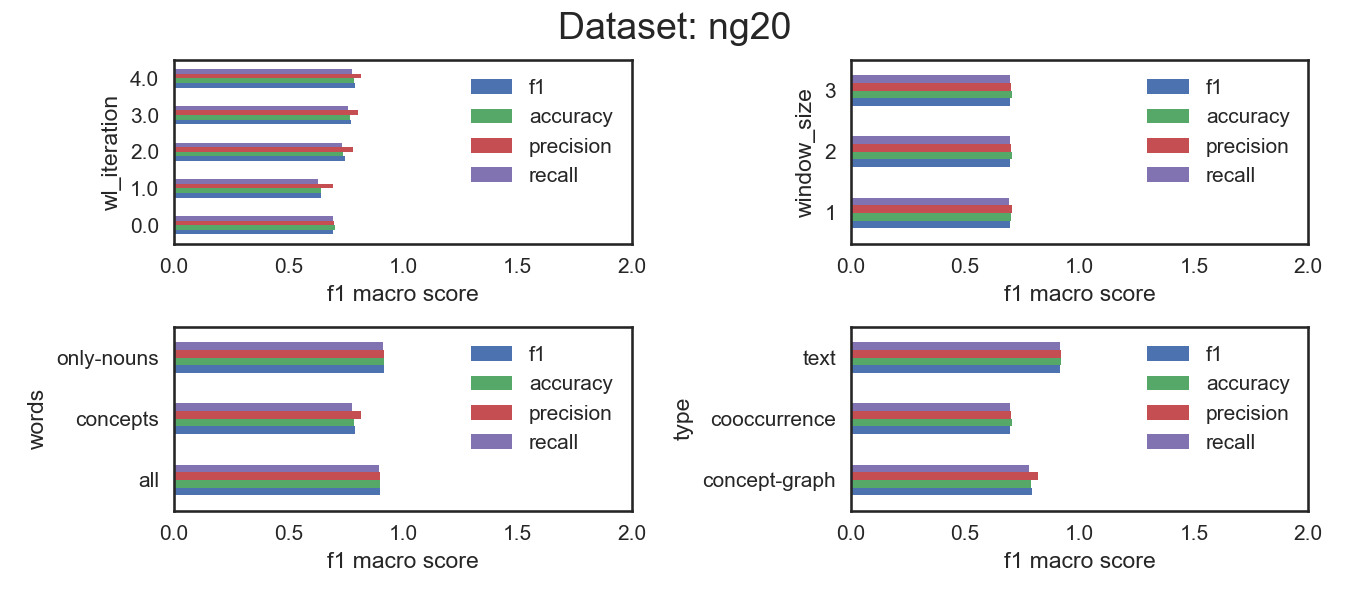 Dataset: ng20
wl_iteration
4.0
3.0
2.0
1.0
0.0
f1
accuracy
precision
recall
0.0 0.5 1.0 1.5 2.0
f1 macro score
window_size
3
2
1
f1
accuracy
precision
recall
0.0 0.5 1.0 1.5 2.0
f1 macro score
words
only-nouns
concepts
all
f1
accuracy
precision
recall
0.0 0.5 1.0 1.5 2.0
f1 macro score
type
text
cooccurrence
concept-graph
f1
accuracy
precision
recall
0.0 0.5 1.0 1.5 2.0
f1 macro score